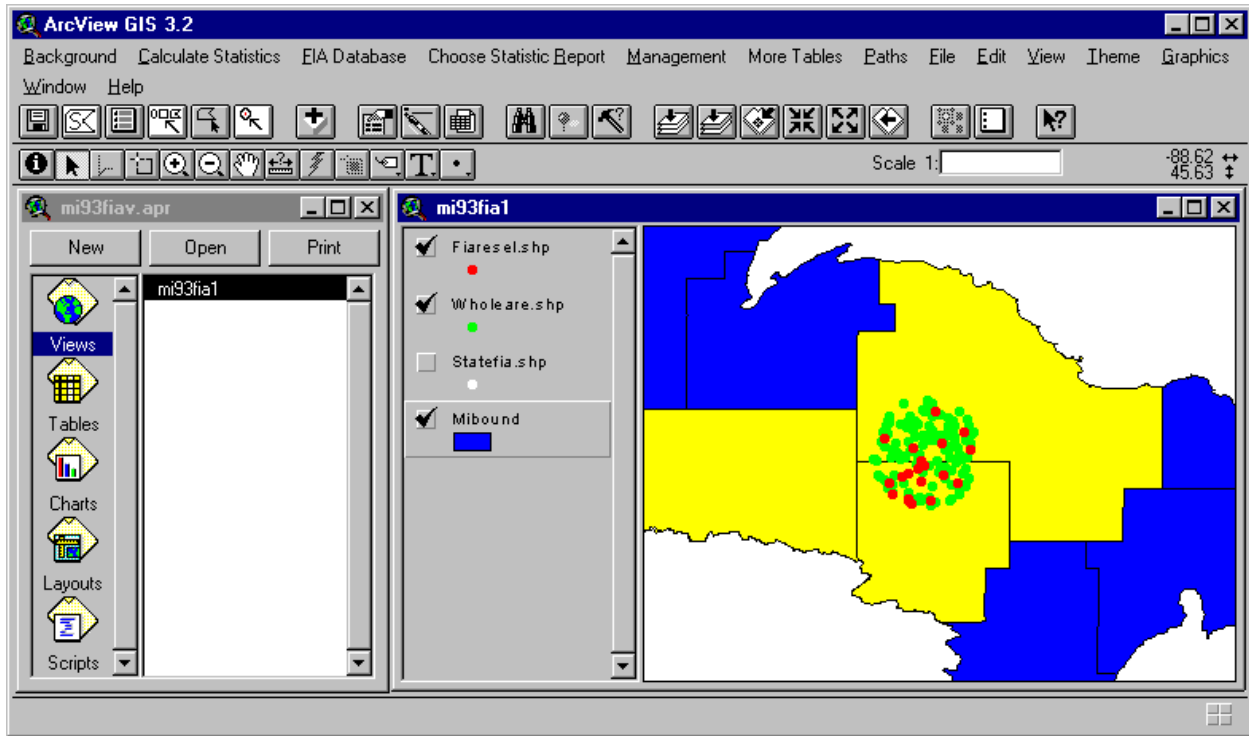 ArcView GIS 3.2
Background Calculate Statistics FIA Database Choose Statistic Report Management More Tables Paths File Edit View Theme Graphics
Window Help
T
Scale 1:
-88.62
45.63
mi93fiav.apr
New Open Print
mi93fia1
Views
Tables
Charts
Layouts
Scripts
mi93fia1
Fiaresel.shp
Wholeare.shp
Statefia.shp
Mibound